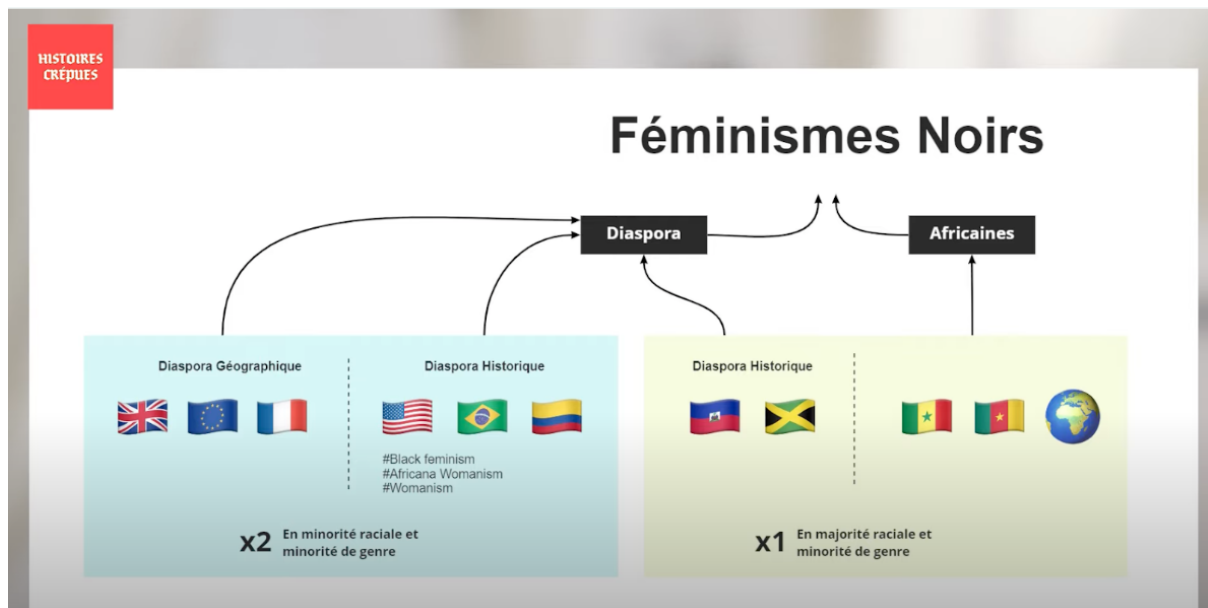 HISTOIRES
CRÉPUES
Féminismes Noirs
Diaspora
Africaines
Diaspora Géographique
Diaspora Historique
#Black feminism
#Africana Womanism
#Womanism
x2 En minorité raciale et
minorité de genre
Diaspora Historique
x1 En majorité raciale et
minorité de genre